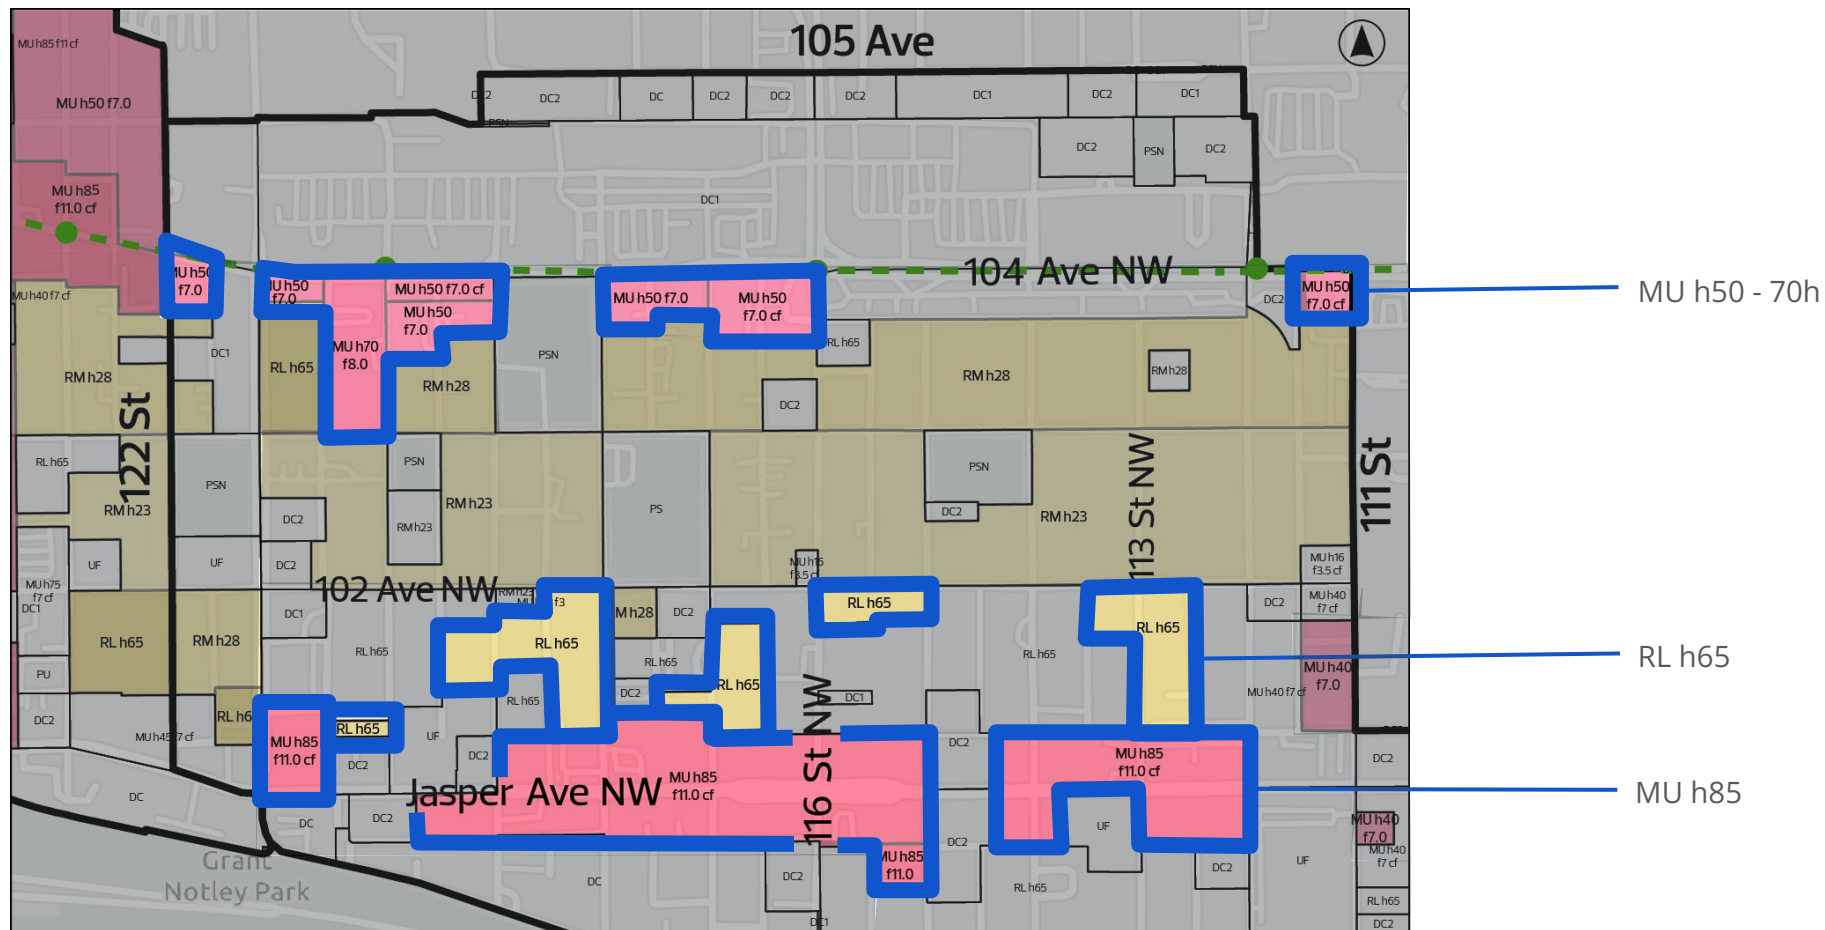 105 Ave
MU h85 f11 cf
MU h50 f7.0
DC2
DC2
DC
DC2
DC2
DC2
DC1
DC2
DC1
PSN
DC2
PSN
DC2
MU h85
f11.0 cf
DC1
MU h50
f7.0
MU h50
f7.0
MU h50 f7.0 cf
MU h50
f7.0
MU h50 f7.0
MU h50
f7.0 cf
104 Ave NW
DC2
MU h50
f7.0 cf
MU h50 - 70h
MU h40 f7 cf
MU h70
f8.0
DC1
RL h65
PSN
RL h65
RM h28
RM h28
RM h28
RM h28
DC2
122 St
RL h65
PSN
PSN
PSN
113 St NW
111 St
RM h23
DC2
RM h23
RM h23
PS
DC2
RM h23
UF
UF
DC2
MU h16
f3.5 cf
MU h16
f3.5 cf
MU h75
f7 cf
DC1
102 Ave NW
RM h23
f3
RL h65
DC2
MU h40
f7 cf
DC1
M h28
DC2
RL h65
RM h28
RL h65
RL h65
RL h65
RL h65
RL h65
RL h65
PU
RL h65
DC2
RL h65
DC1
MU h40 f7 cf
MU h40
f7.0
DC2
RL h6
RL h65
116 St NW
MU h45 f7 cf
MU h85
f11.0 cf
UF
DC2
DC2
DC2
MU h85
f11.0 cf
DC2
Jasper Ave NW
MU h85
f11.0 cf
MU h85
DC
DC
DC2
DC2
UF
MU h40
f7.0
MU h40
f7 cf
Grant
Notley Park
DC
DC2
MU h85
f11.0
RL h65
DC2
UF
RL h65
DC1
DC2